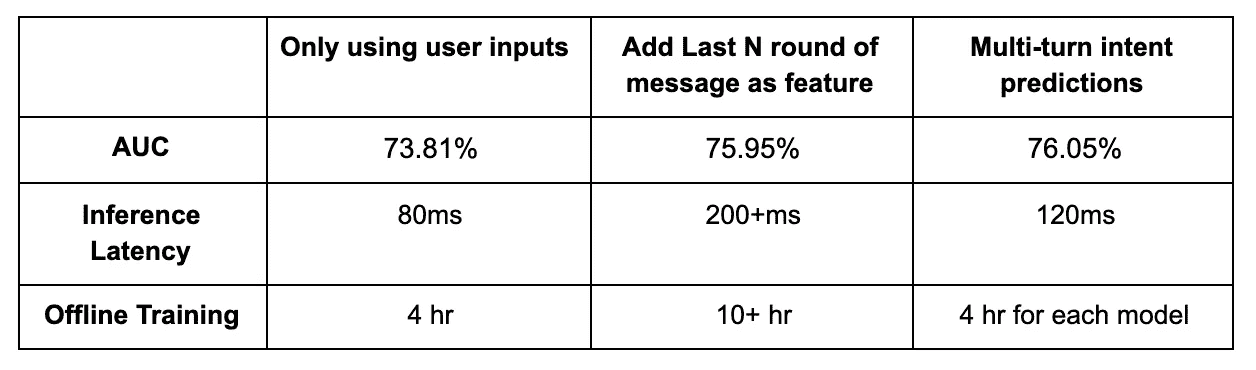 Only using user inputs
Add Last N round of
message as feature
Multi-turn intent
predictions
AUC
73.81%
75.95%
76.05%
Inference
Latency
80ms
200+ms
120ms
Offline Training
4 hr
10+ hr
4 hr for each model